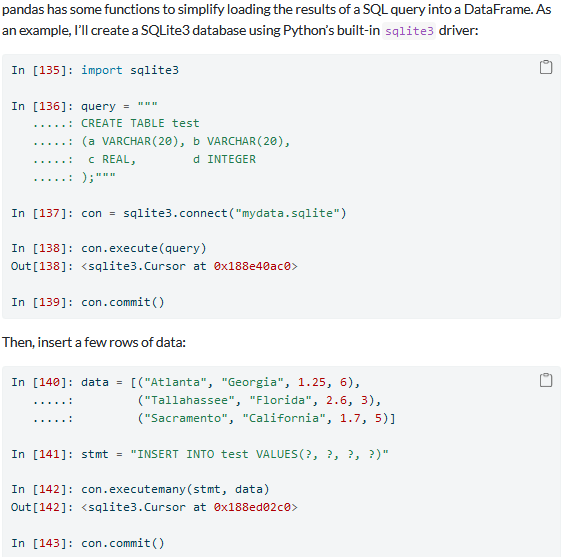 pandas has some functions to simplify loading the results of a SQL query into a DataFrame. As
an example, I’ll create a SQLite3 database using Python’s built-in sqlite3 driver:
In [135]: import sqlite3
In [136]: query = """
   .....: CREATE TABLE test
   .....: (a VARCHAR(20), b VARCHAR(20),
   .....:  c REAL,        d INTEGER
   .....: );"""
In [137]: con = sqlite3.connect("mydata.sqlite")
In [138]: con.execute(query)
Out[138]: <sqlite3.Cursor at 0x188e40ac0>
In [139]: con.commit()
Then, insert a few rows of data:
In [140]: data = [("Atlanta", "Georgia", 1.25, 6),
   .....:         ("Tallahassee", "Florida", 2.6, 3),
   .....:         ("Sacramento", "California", 1.7, 5)]
In [141]: stmt = "INSERT INTO test VALUES(?, ?, ?, ?)"
In [142]: con.executemany(stmt, data)
Out[142]: <sqlite3.Cursor at 0x188ed02c0>
In [143]: con.commit()